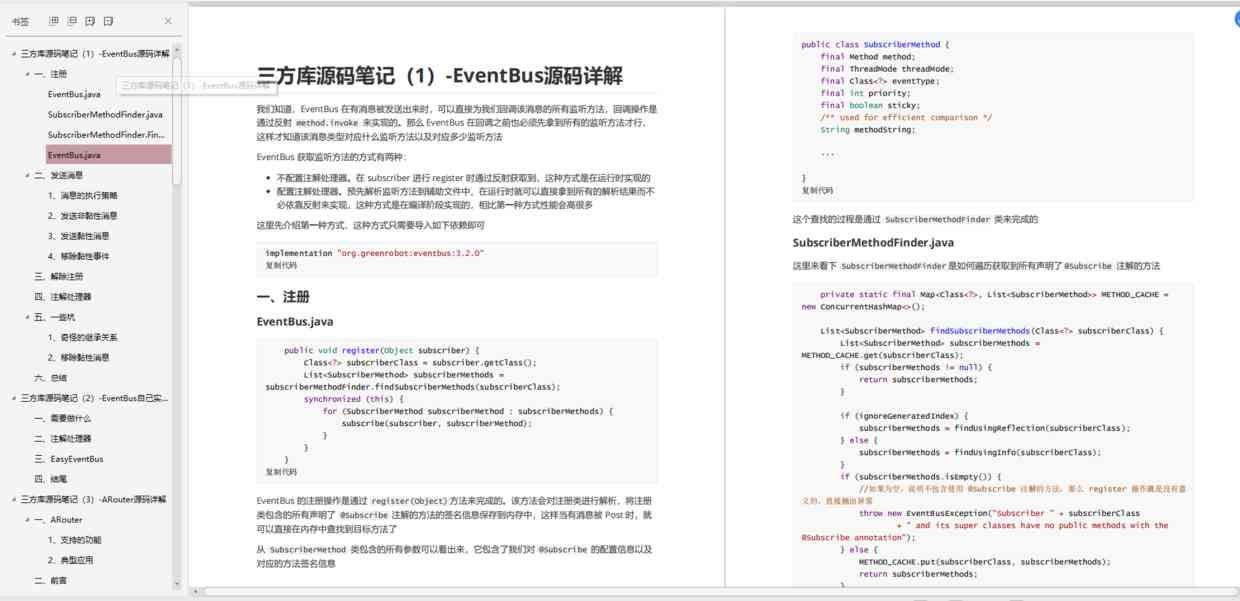 书签
三方库源码笔记（1）-EventBus源码详解
一、注册
EventBus.java
SubscriberMethodFinder.java
SubscriberMethodFinder.Fin...
EventBus.java
二、发送消息
1、消息的执行策略
2、发送非黏性消息
3、发送黏性消息
4、移除黏性事件
三、解除注册
四、注解处理器
五、一些坑
1、奇怪的继承关系
2、移除黏性消息
六、总结
三方库源码笔记（2）-EventBus自己实...
一、需要做什么
二、注解处理器
三、EasyEventBus
四、结尾
三方库源码笔记（3）-ARouter源码详解
一、ARouter
1、支持的功能
2、典型应用
二、前言
三方库源码笔记（1）-EventBus源码详解
三方库源码笔记（1）-EventBus源码详解
我们知道，EventBus 在有消息被发送出来时，可以直接为我们回调该消息的所有监听方法，回调操作是
通过反射 method.invoke 来实现的。那么 EventBus 在回调之前也必须先拿到所有的监听方法才行，
这样才知道该消息类型对应什么监听方法以及对应多少监听方法
EventBus 获取监听方法的方式有两种：
• 不配置注解处理器。在 subscriber 进行 register 时通过反射获取到，这种方式是在运行时实现的
• 配置注解处理器。预先解析监听方法到辅助文件中，在运行时就可以直接拿到所有的解析结果而不
必依靠反射来实现，这种方式是在编译阶段实现的，相比第一种方式性能会高很多
这里先介绍第一种方式，这种方式只需要导入如下依赖即可
implementation "org.greenrobot:eventbus:3.2.0"
复制代码
一、注册
EventBus.java
public void register(Object subscriber) {
Class<?> subscriberClass = subscriber.getClass();
List<SubscriberMethod> subscriberMethods =
subscriberMethodFinder.findSubscriberMethods(subscriberClass);
synchronized (this) {
for (SubscriberMethod subscriberMethod : subscriberMethods) {
subscribe(subscriber, subscriberMethod);
}
}
}
复制代码
EventBus 的注册操作是通过 register(Object) 方法来完成的。该方法会对注册类进行解析，将注册
类包含的所有声明了 @Subscribe 注解的方法的签名信息保存到内存中，这样当有消息被 Post 时，就
可以直接在内存中查找到目标方法了
从 SubscriberMethod 类包含的所有参数可以看出来，它包含了我们对 @Subscribe 的配置信息以及
对应的方法签名信息
public class SubscriberMethod {
final Method method;
final ThreadMode threadMode;
final Class<?> eventType;
final int priority;
final boolean sticky;
/** Used for efficient comparison */
String methodString;
...
}
复制代码
这个查找的过程是通过 SubscriberMethodFinder 类来完成的
SubscriberMethodFinder.java
这里来看下 SubscriberMethodFinder 是如何遍历获取到所有声明了 @Subscribe 注解的方法
private static final Map<Class<?>, List<SubscriberMethod>> METHOD_CACHE =
new ConcurrentHashMap<>();
List<SubscriberMethod> findSubscriberMethods(Class<?> subscriberClass) {
List<SubscriberMethod> subscriberMethods =
METHOD_CACHE.get(subscriberClass);
if (subscriberMethods != null) {
return subscriberMethods;
}
if (ignoreGeneratedIndex) {
subscriberMethods = findUsingReflection(subscriberClass);
} else {
subscriberMethods = findUsingInfo(subscriberClass);
}
if (subscriberMethods.isEmpty()) {
//如果为空，说明不包含使用 @Subscribe 注解的方法，那么 register 操作就是没有意
义的，直接抛出异常
throw new EventBusException("Subscriber " + subscriberClass
+ " and its super classes have no public methods with the
@Subscribe annotation");
} else {
METHOD_CACHE.put(subscriberClass, subscriberMethods);
return subscriberMethods;
}